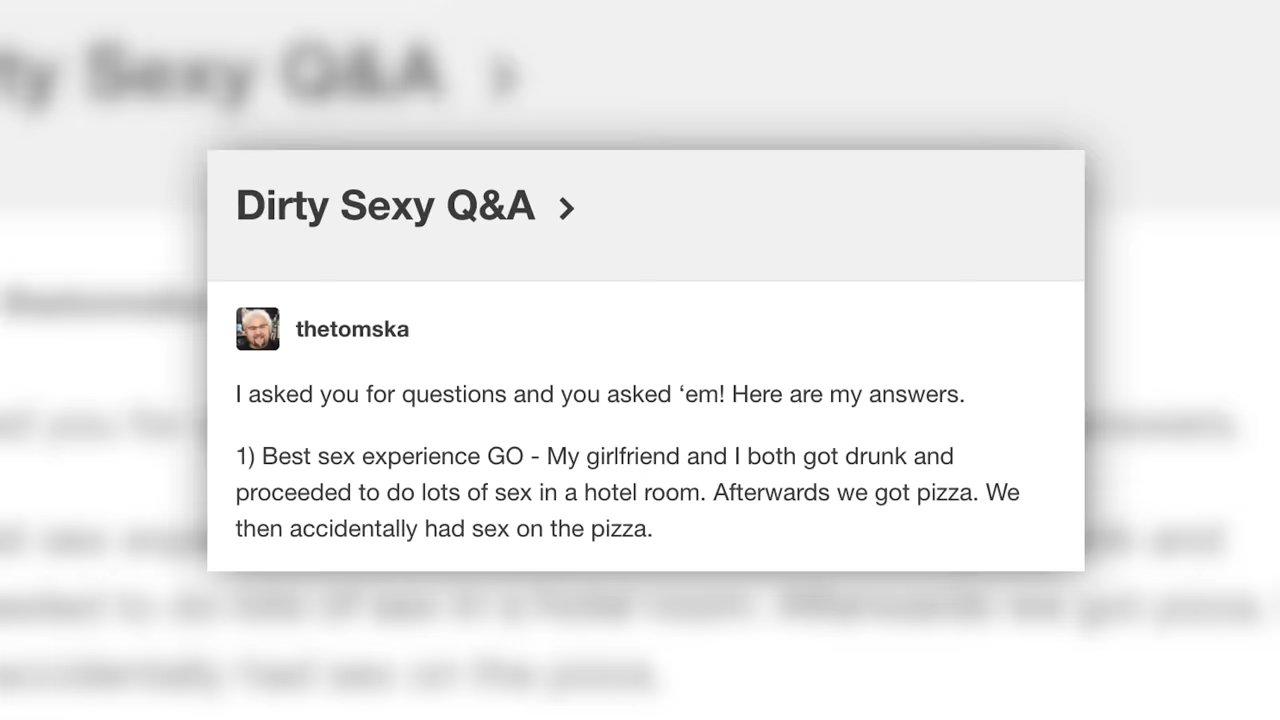 Dirty Sexy Q&A >
thetomska
I asked you for questions and you asked ‘em! Here are my answers.
1) Best sex experience GO - My girlfriend and I both got drunk and
proceeded to do lots of sex in a hotel room. Afterwards we got pizza. We
then accidentally had sex on the pizza.